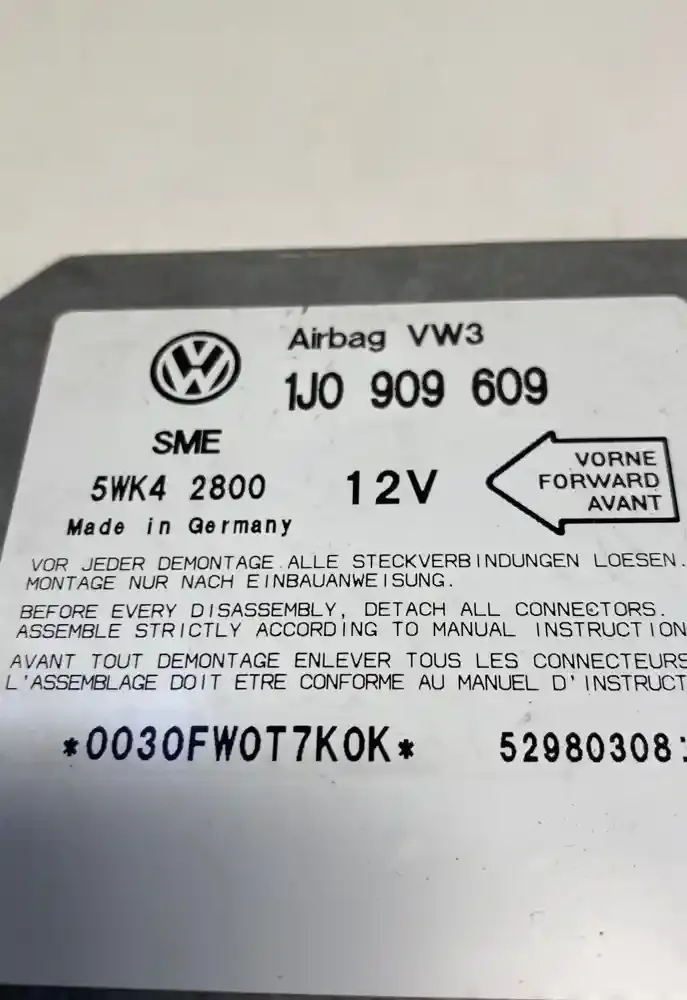 Airbag VW3
1J0 909 609
SME
5WK4 2800
12V
Made in Germany
VORNE
FORWARD
AVANT
VOR JEDER DEMONTAGE ALLE STECKVERBINDUNGEN LOESEN.
MONTAGE NUR NACH EINBAUANWEISUNG.
BEFORE EVERY DISASSEMBLY, DETACH ALL CONNECTORS.
ASSEMBLE STRICTLY ACCORDING TO MANUAL INSTRUCTION
AVANT TOUT DEMONTAGE ENLEVER TOUS LES CONNECTEURS
L'ASSEMBLAGE DOIT ETRE CONFORME AU MANUEL D'INSTRUCT
*0030FW0T7K0K*
52980308